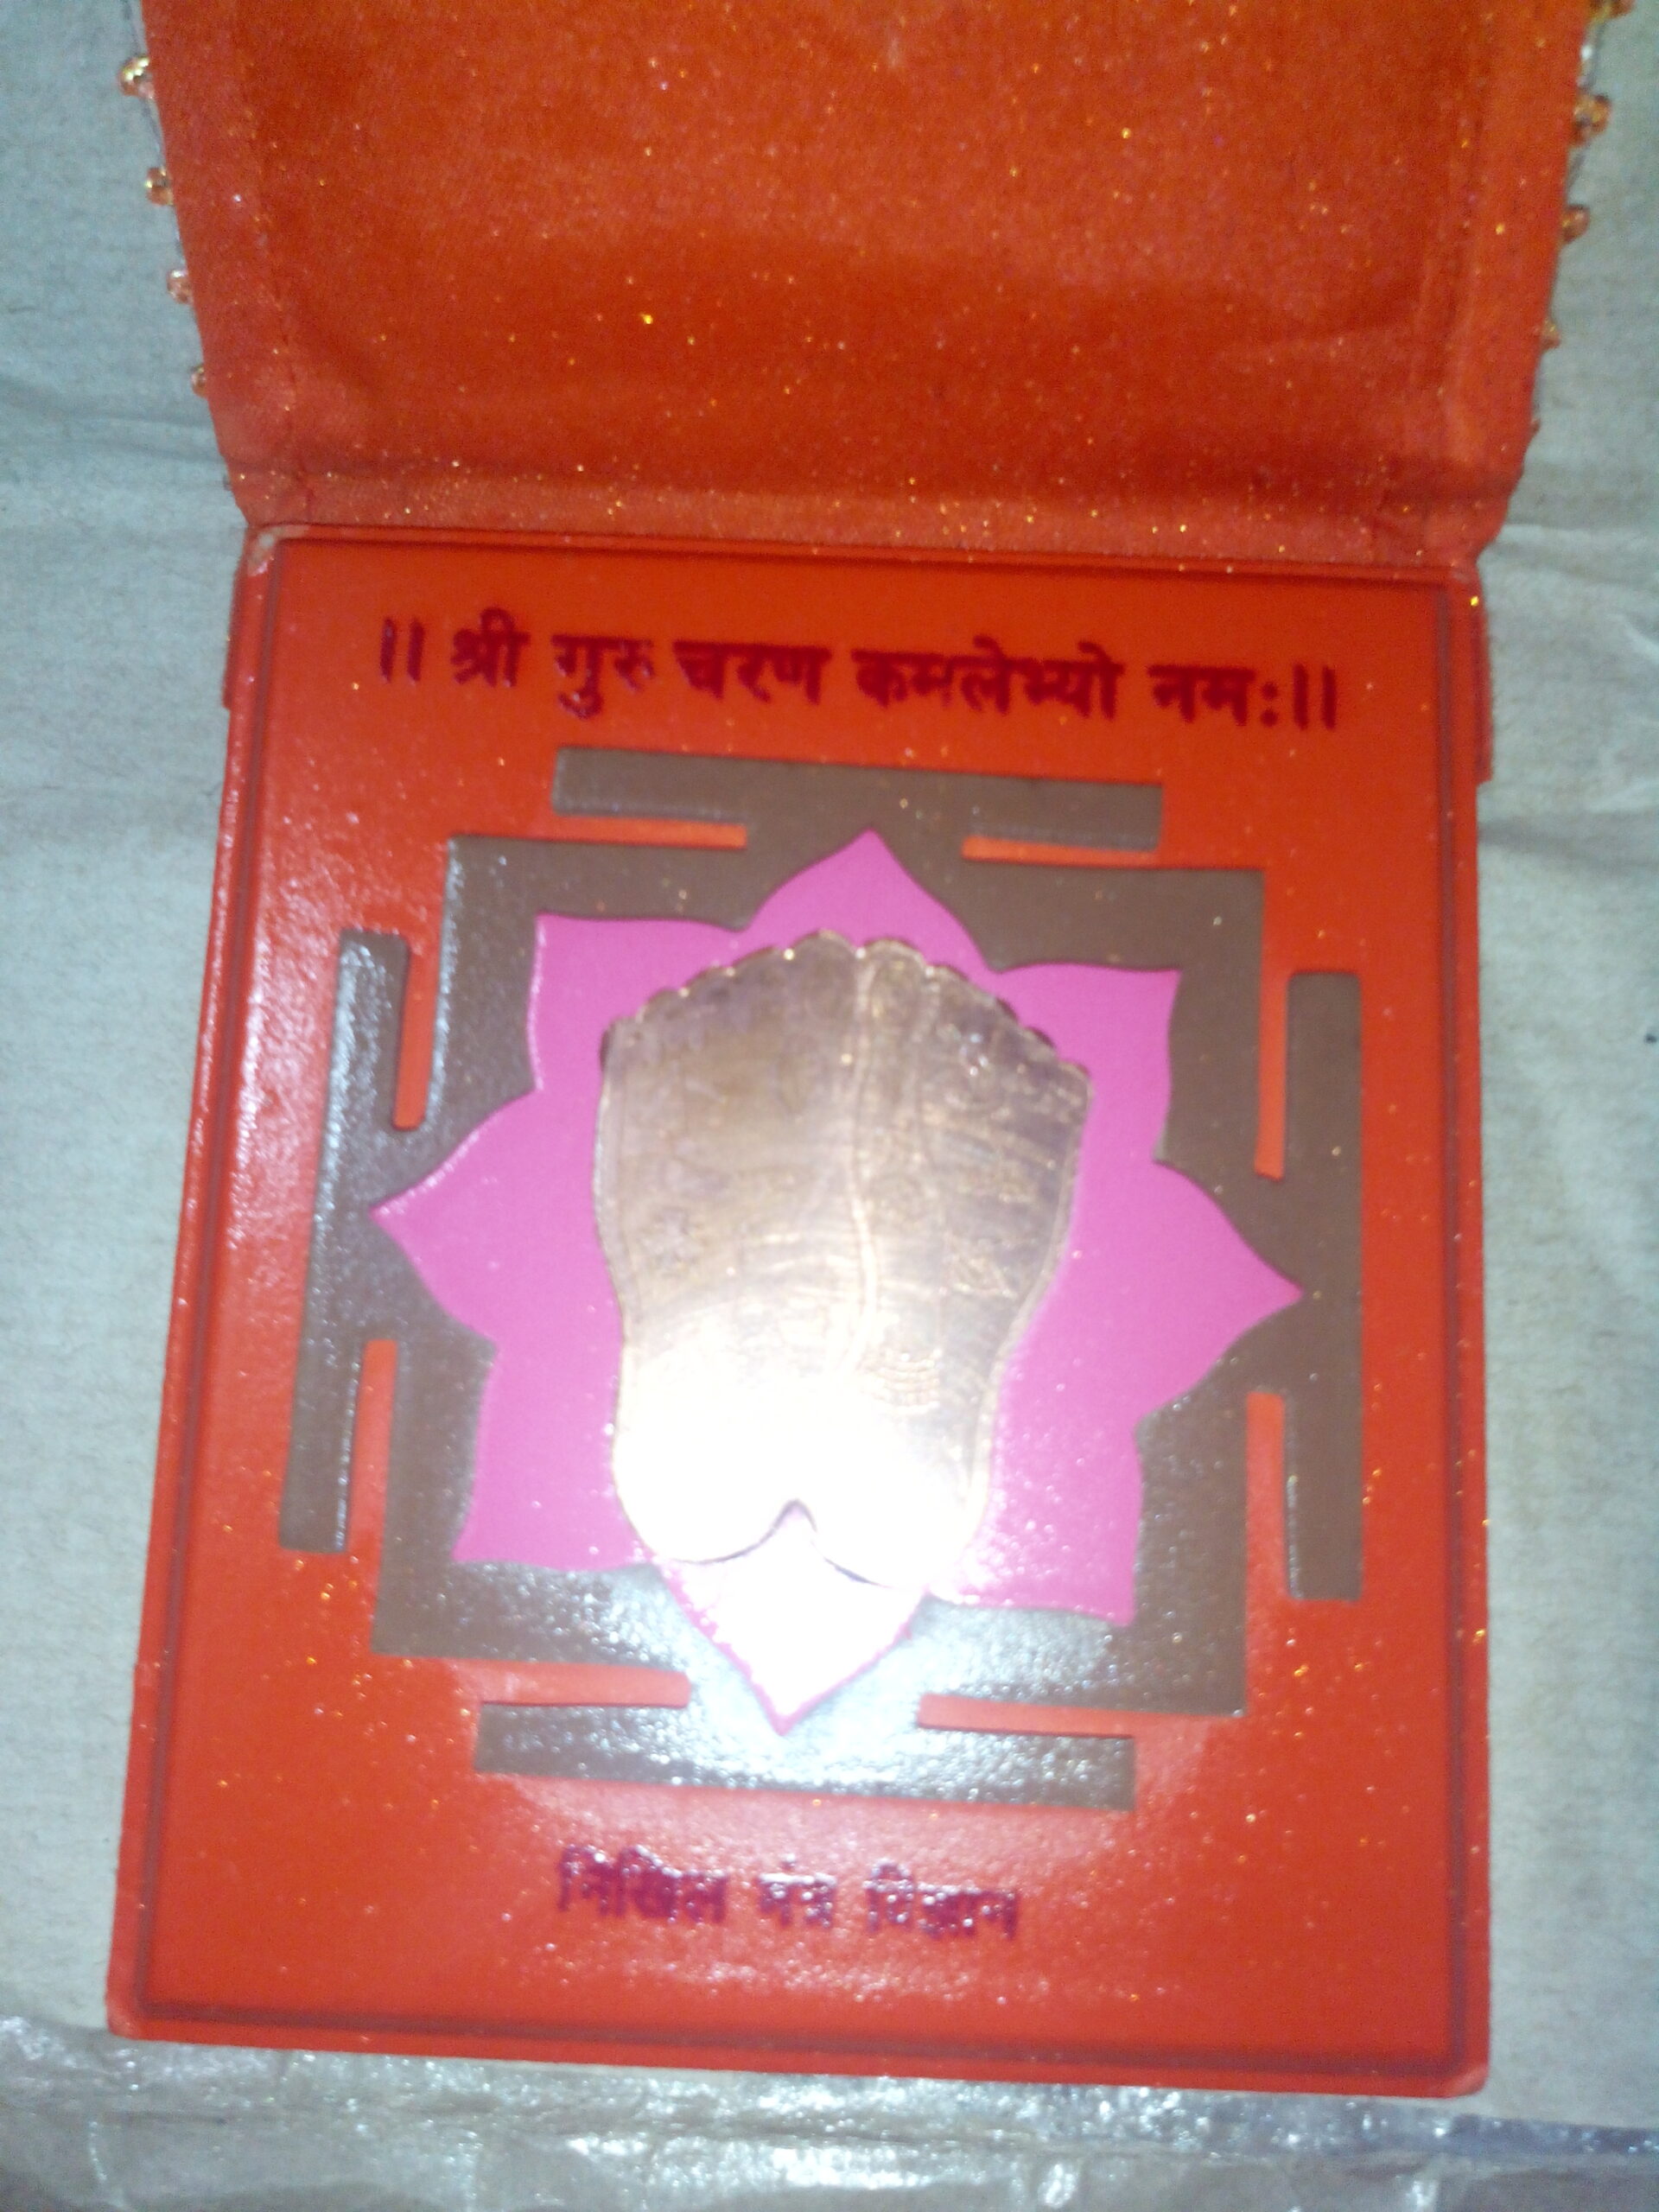 ।। श्री गुरु चरण कमलेभ्यो नमः।।
निखिल मंत्र विज्ञान